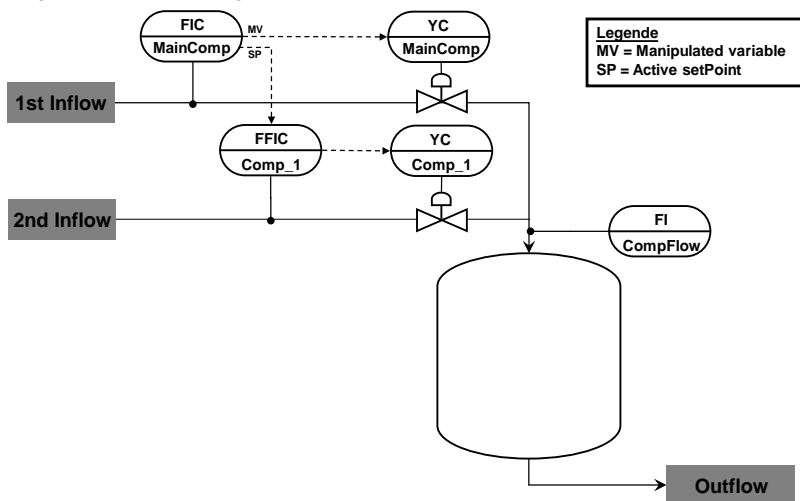 FIC
MainComp
MV
SP
YC
MainComp
Legende
MV = Manipulated variable
SP = Active setPoint
1st Inflow
FFIC
Comp_1
YC
Comp_1
2nd Inflow
FI
CompFlow
Outflow